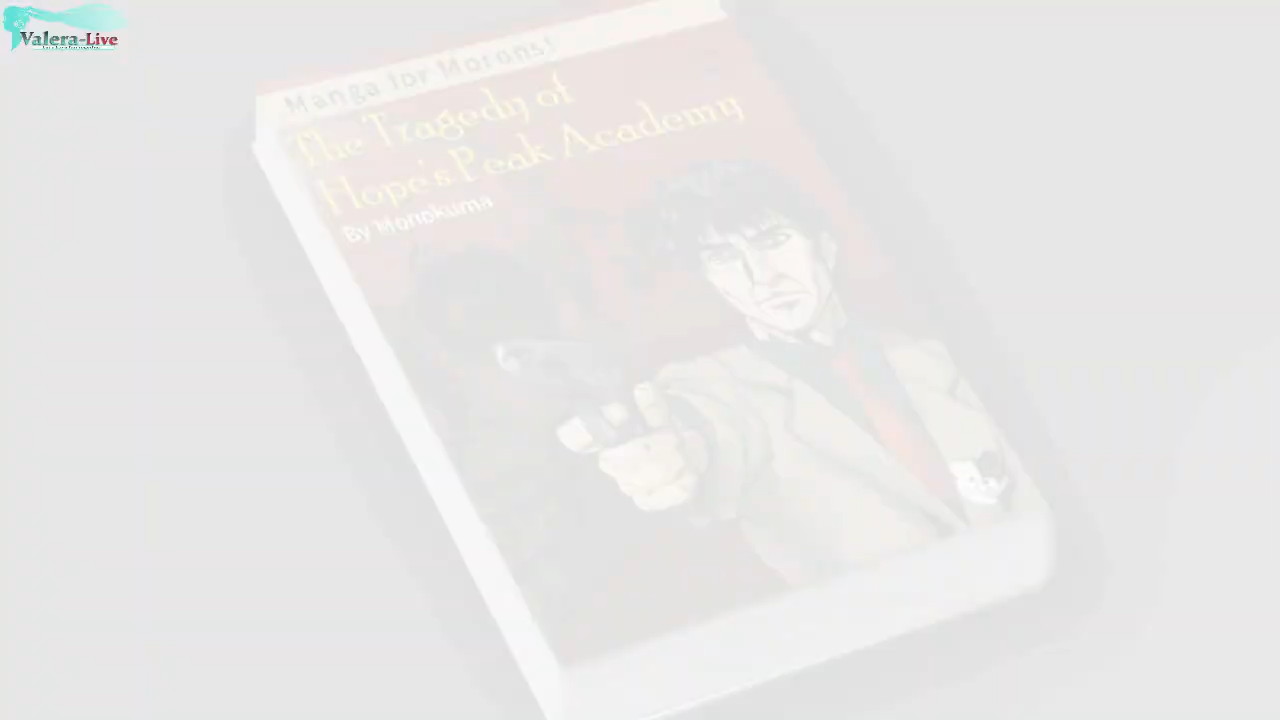 Valera-Live
Manga for Morons!
The Tragedy of
Hope's Peak Academy
By Monokuma